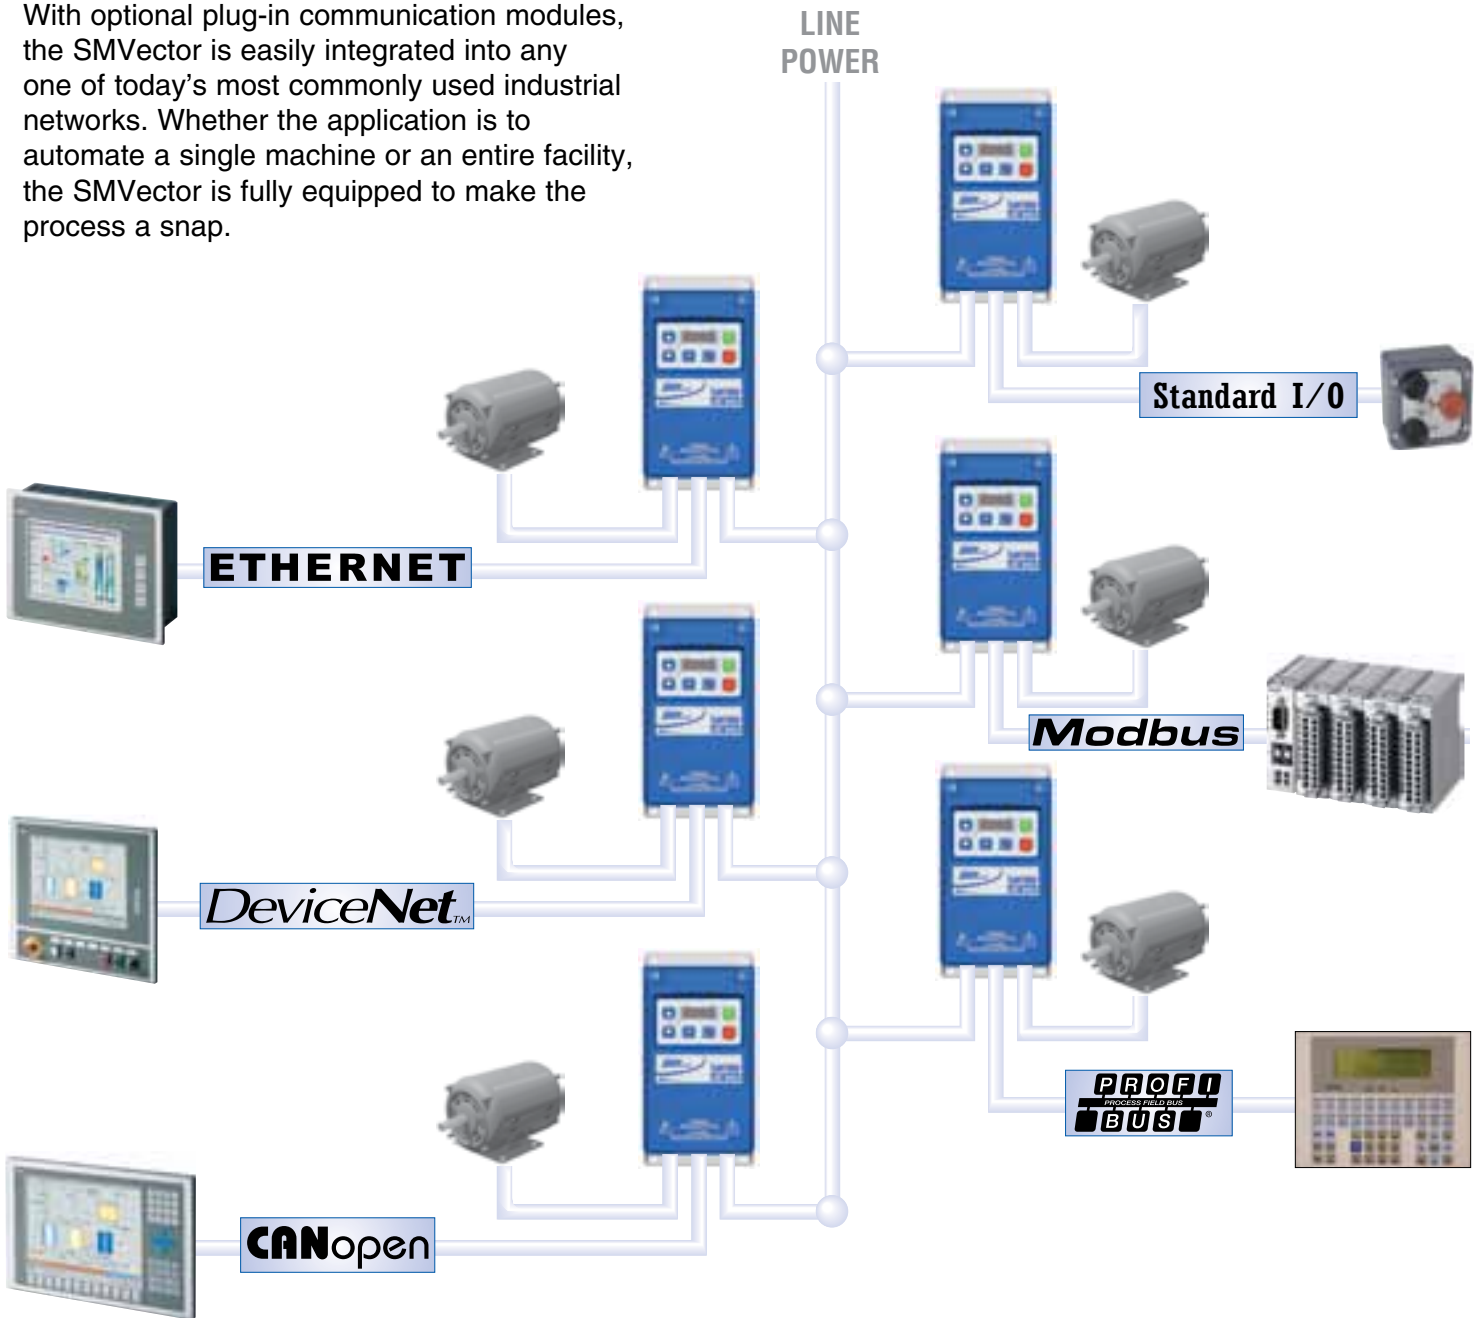 With optional plug-in communication modules,
the SMVector is easily integrated into any
one of today's most commonly used industrial
networks. Whether the application is to
automate a single machine or an entire facility,
the SMVector is fully equipped to make the
process a snap.
LINE
POWER
Standard I/O
ETHERNET
Modbus
DeviceNet™
PROFI
PROCESS FIELD BUS
BUS®
CANopen